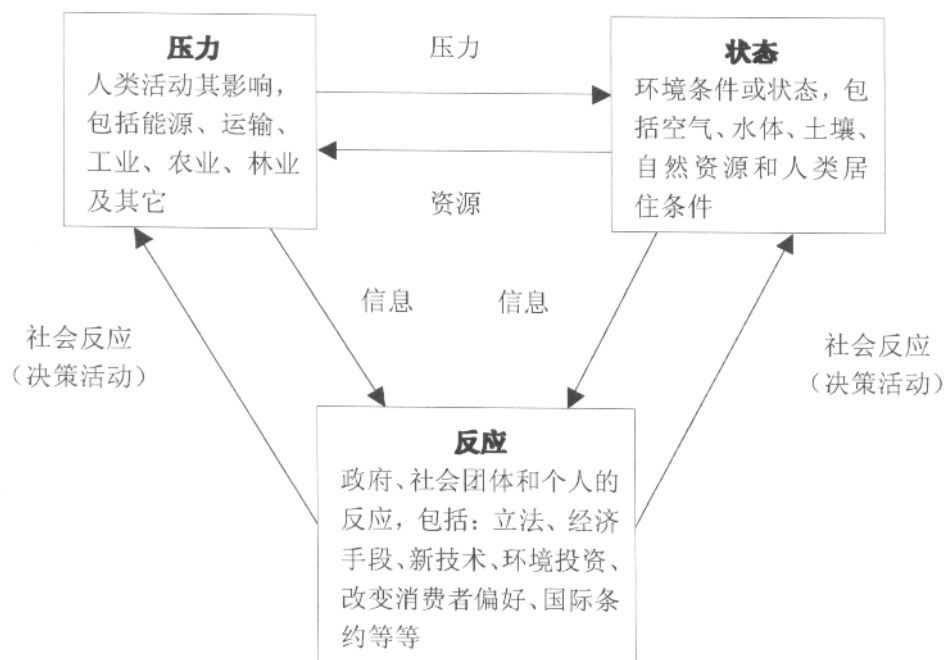 压力
人类活动其影响，
包括能源、运输、
工业、农业、林业
及其它
压力
资源
状态
环境条件或状态，包
括空气、水体、土壤、
自然资源和人类居
住条件
信息
信息
社会反应
（决策活动）
社会反应
（决策活动）
反应
政府、社会团体和个人的
反应，包括：立法、经济
手段、新技术、环境投资、
改变消费者偏好、国际条
约等等